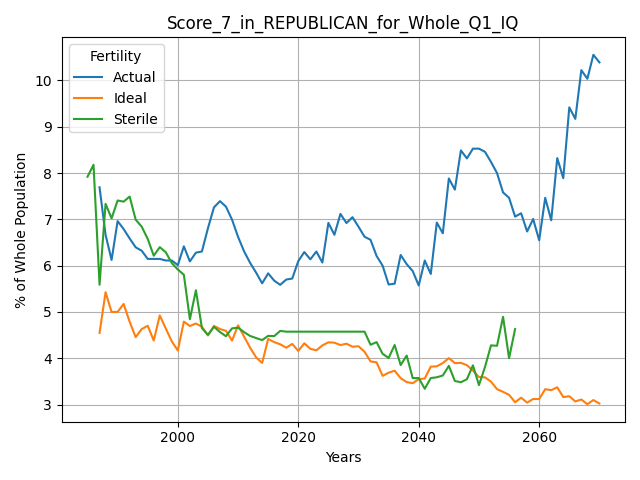 Score_7_in_REPUBLICAN_for_Whole_Q1_IQ
Fertility
Actual
Ideal
Sterile
% of Whole Population
10
9
8
7
6
5
4
3
2000
2020
2040
2060
Years